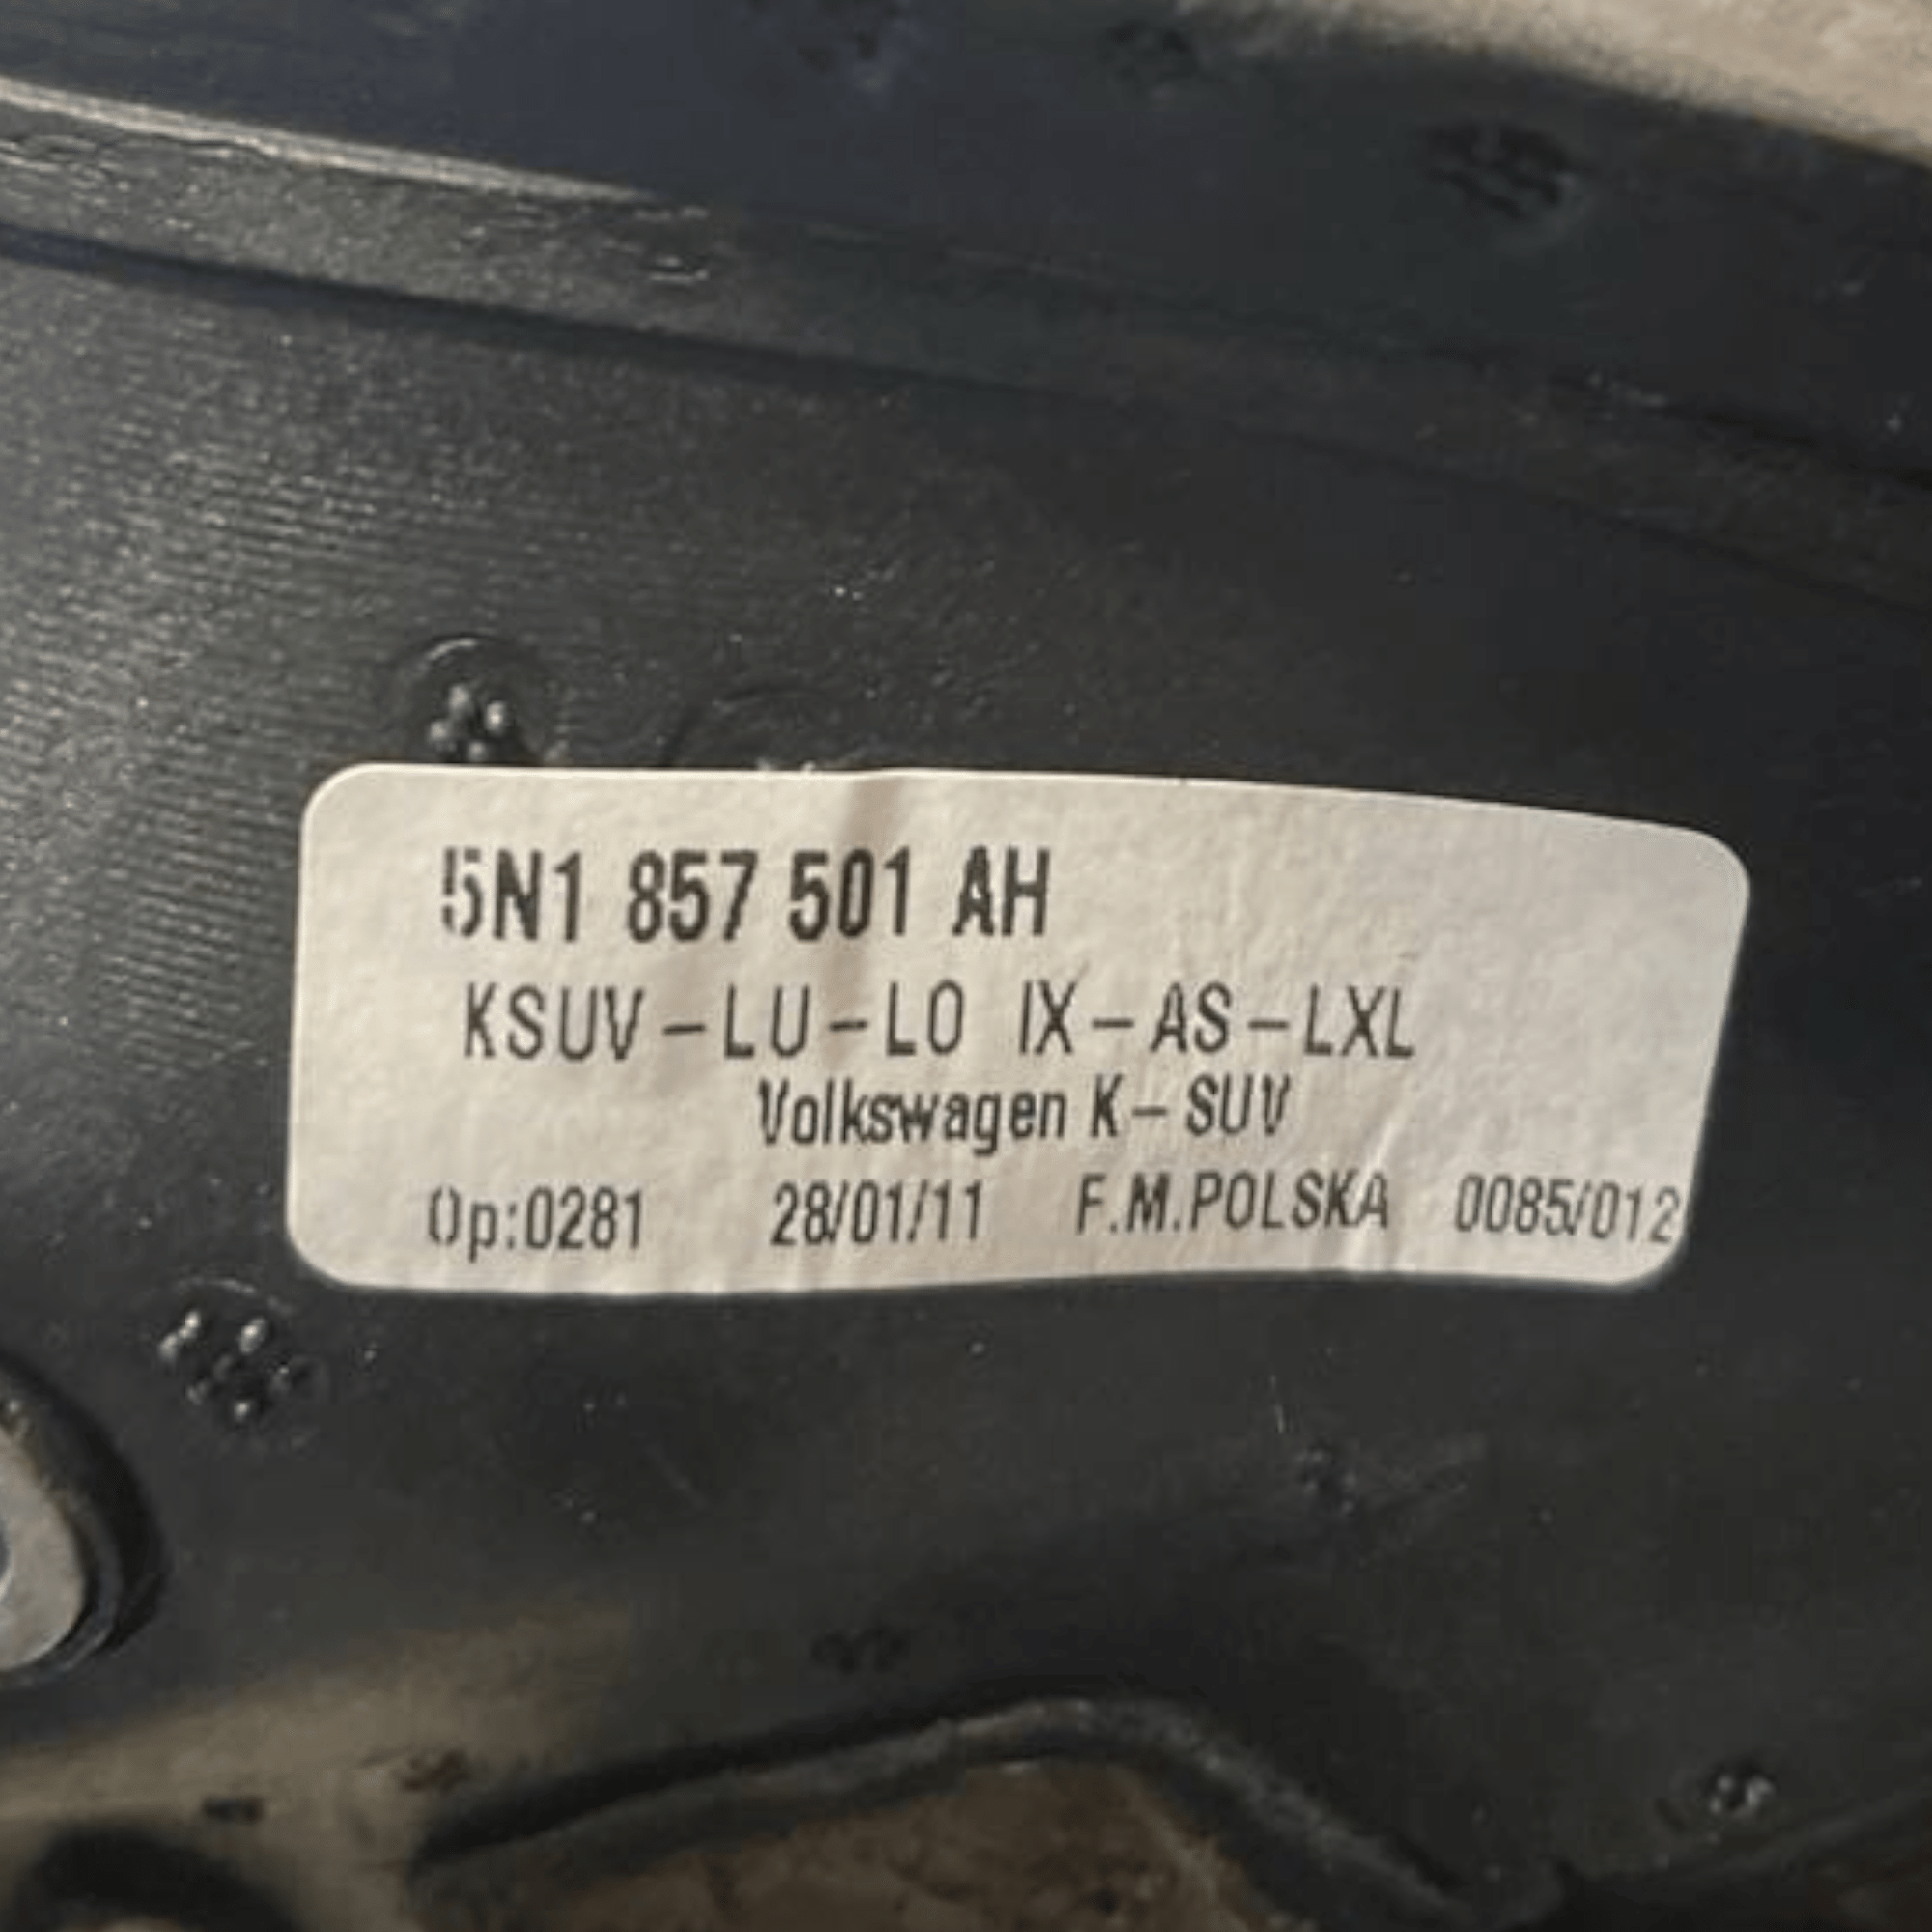 5N1 857 501 AH
KSUV-LU-LO IX-AS-LXL
Volkswagen K-SUV
Op:0281 28/01/11 F.M.POLSKA 0085/012